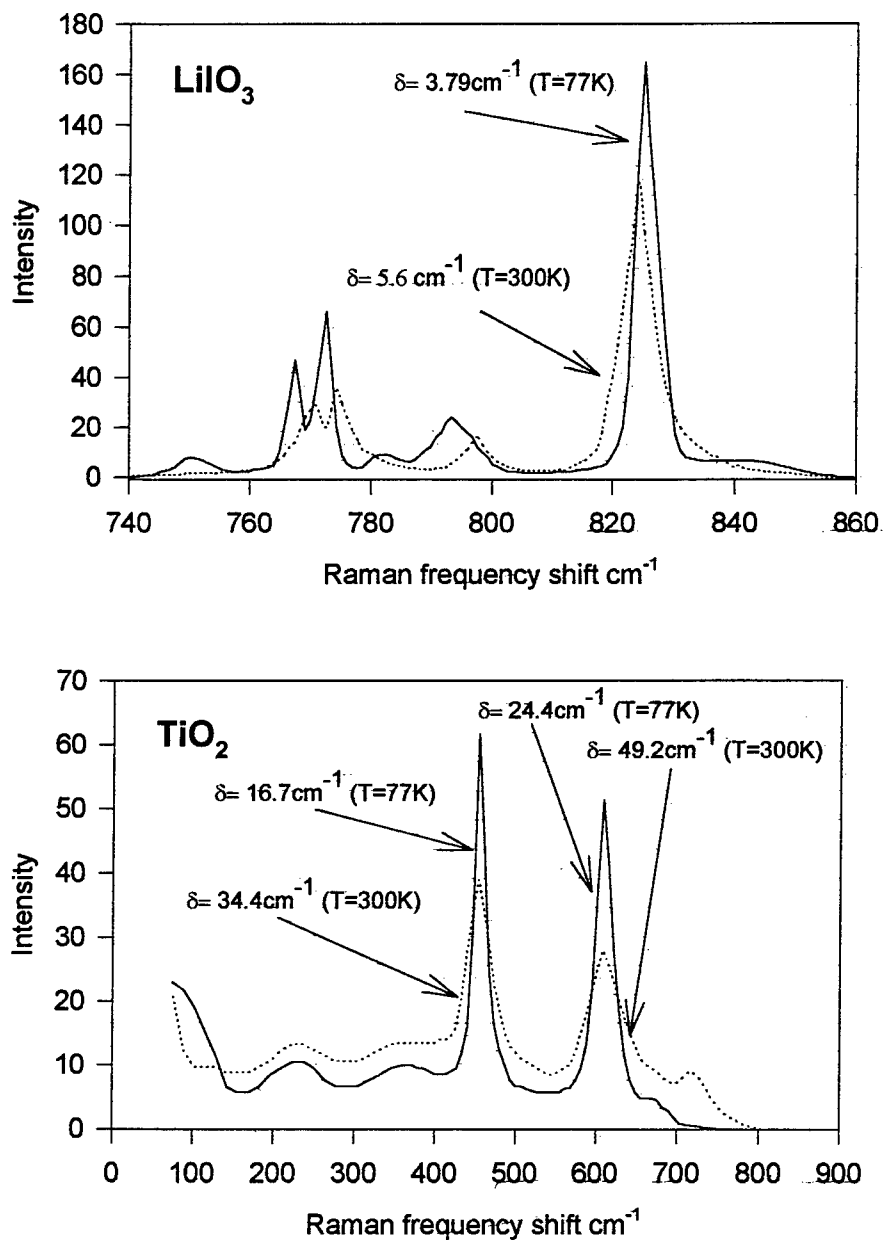 LiIO₃
δ= 3.79cm⁻¹ (T=77K)
δ= 5.6 cm⁻¹ (T=300K)
180
160
140
120
100
80
60
40
20
0
Intensity
740 760 780 800 820 840 860
Raman frequency shift cm⁻¹
TiO₂
δ= 24.4cm⁻¹ (T=77K)
δ= 49.2cm⁻¹ (T=300K)
δ= 16.7cm⁻¹ (T=77K)
δ= 34.4cm⁻¹ (T=300K)
70
60
50
40
30
20
10
0
Intensity
0 100 200 300 400 500 600 700 800 900
Raman frequency shift cm⁻¹